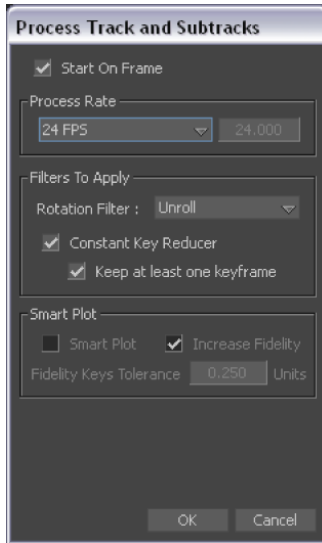 Process Track and Subtracks
Start On Frame
Process Rate
24 FPS 24.000
Filters To Apply
Rotation Filter : Unroll
Constant Key Reducer
Keep at least one keyframe
Smart Plot
Smart Plot Increase Fidelity
Fidelity Keys Tolerance 0.250 Units
OK Cancel